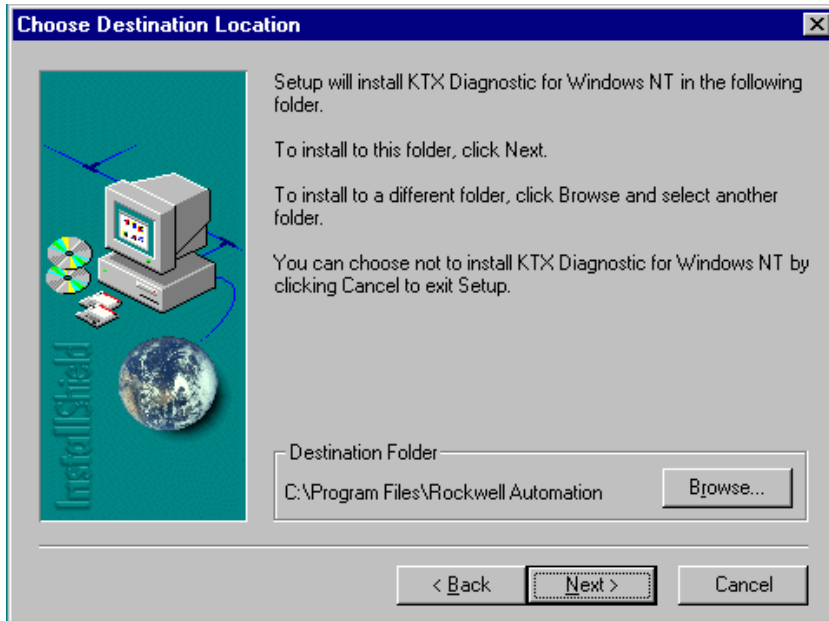 Choose Destination Location
Setup will install KTX Diagnostic for Windows NT in the following
folder.
To install to this folder, click Next.
To install to a different folder, click Browse and select another
folder.
You can choose not to install KTX Diagnostic for Windows NT by
clicking Cancel to exit Setup.
InstallShield
Destination Folder
C:\Program Files\Rockwell Automation
Browse...
< Back
Next >
Cancel